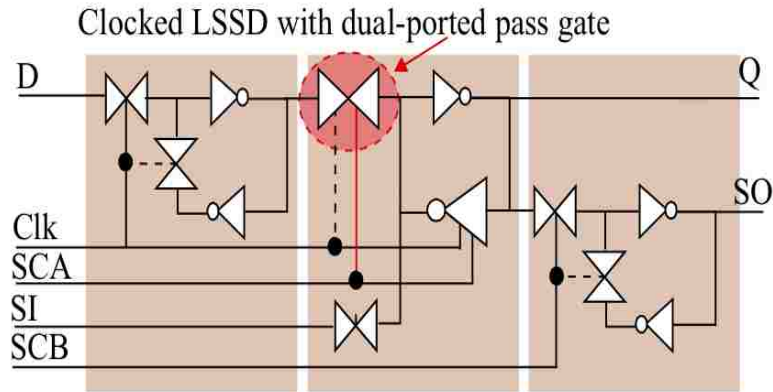 Clocked LSSD with dual-ported pass gate
D
Q
SO
Clk
SCA
SI
SCB